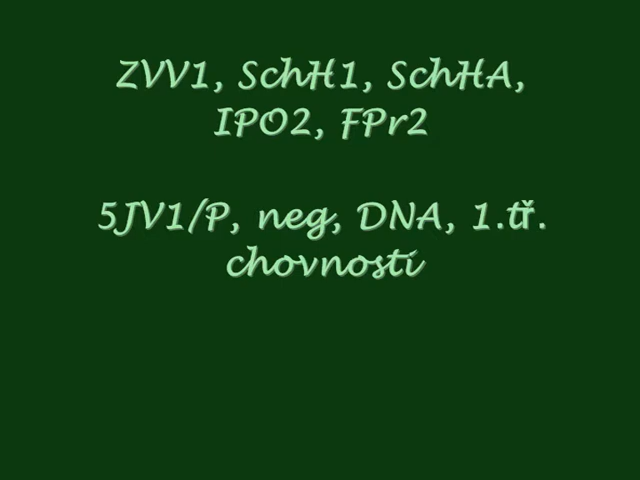 ZVV1, SchH1, SchHA,
IPO2, FPr2
5JV1/P, neg, DNA, 1.tř.
chovnosti